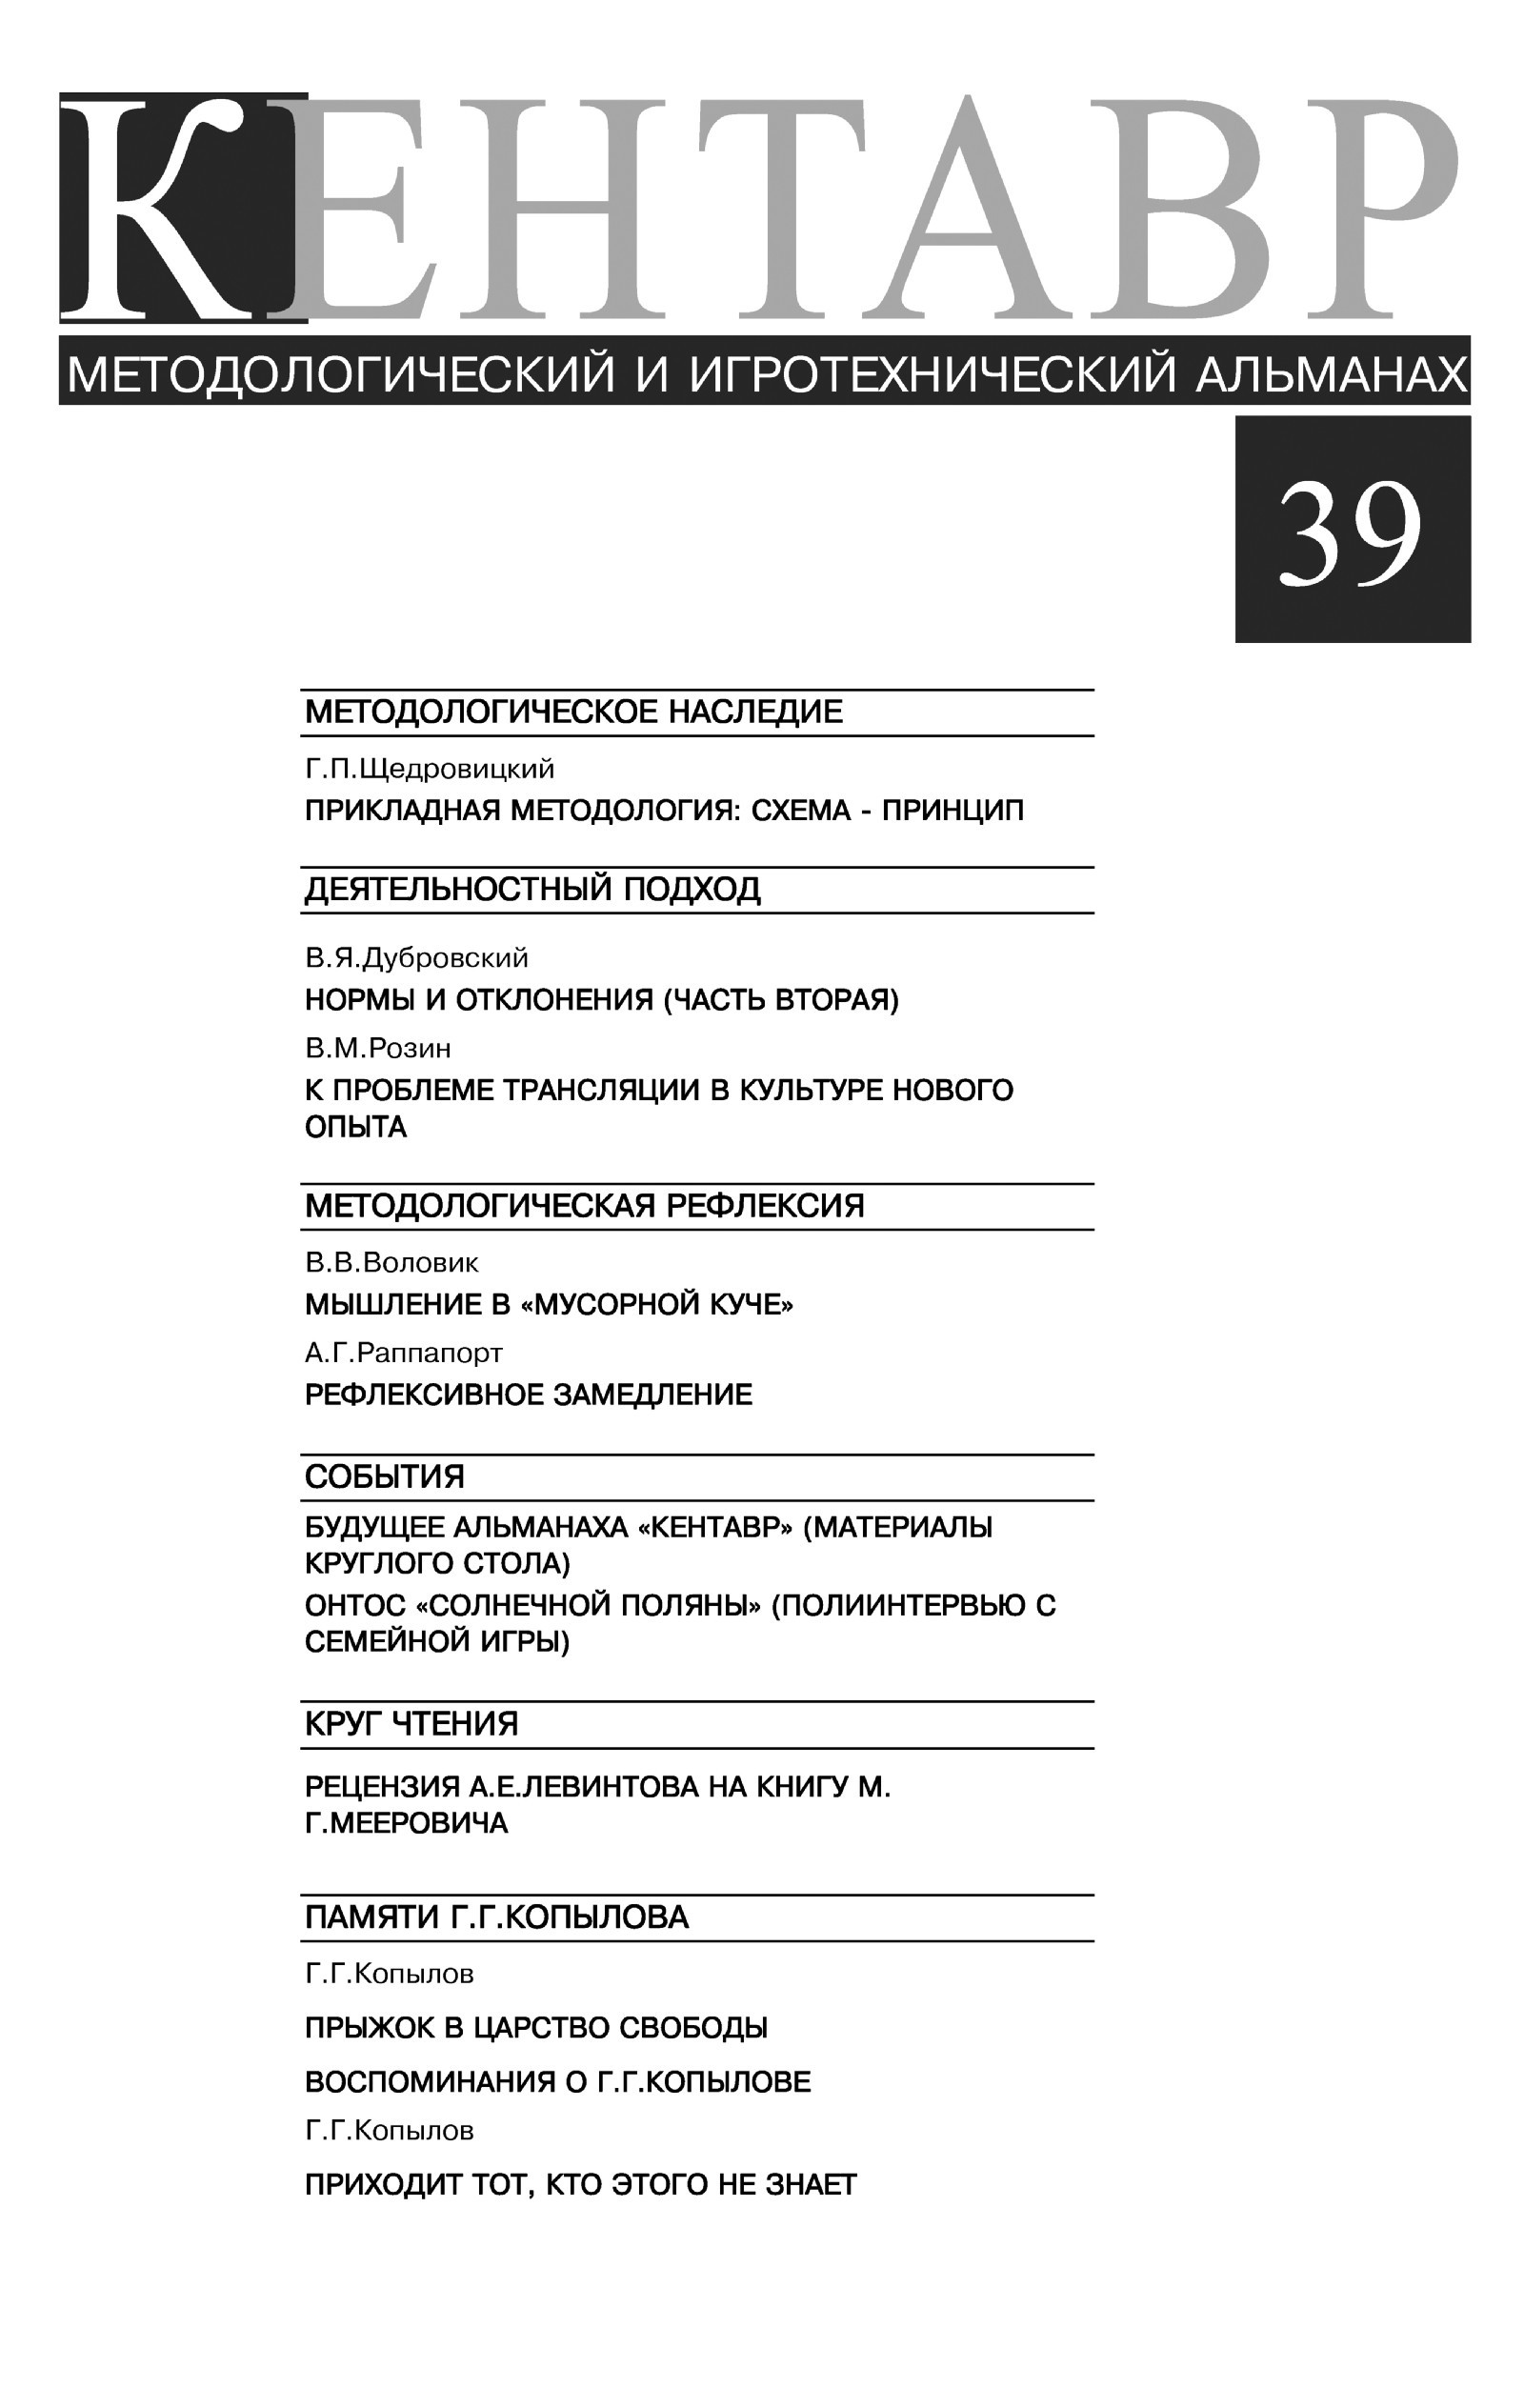 КЕНТАВР
МЕТОДОЛОГИЧЕСКИЙ И ИГРОТЕХНИЧЕСКИЙ АЛЬМАНАХ
39
МЕТОДОЛОГИЧЕСКОЕ НАСЛЕДИЕ
Г.П.Щедровицкий
ПРИКЛАДНАЯ МЕТОДОЛОГИЯ: СХЕМА - ПРИНЦИП
ДЕЯТЕЛЬНОСТНЫЙ ПОДХОД
В.Я.Дубровский
НОРМЫ И ОТКЛОНЕНИЯ (ЧАСТЬ ВТОРАЯ)
В.М.Розин
К ПРОБЛЕМЕ ТРАНСЛЯЦИИ В КУЛЬТУРЕ НОВОГО
ОПЫТА
МЕТОДОЛОГИЧЕСКАЯ РЕФЛЕКСИЯ
В.В.Воловик
МЫШЛЕНИЕ В «МУСОРНОЙ КУЧЕ»
А.Г.Раппапорт
РЕФЛЕКСИВНОЕ ЗАМЕДЛЕНИЕ
СОБЫТИЯ
БУДУЩЕЕ АЛЬМАНАХА «КЕНТАВР» (МАТЕРИАЛЫ
КРУГЛОГО СТОЛА)
ОНТОС «СОЛНЕЧНОЙ ПОЛЯНЫ» (ПОЛИИНТЕРВЬЮ С
СЕМЕЙНОЙ ИГРЫ)
КРУГ ЧТЕНИЯ
РЕЦЕНЗИЯ А.Е.ЛЕВИНТОВА НА КНИГУ М.
Г.МЕЕРОВИЧА
ПАМЯТИ Г.Г.КОПЫЛОВА
Г.Г.Копылов
ПРЫЖОК В ЦАРСТВО СВОБОДЫ
ВОСПОМИНАНИЯ О Г.Г.КОПЫЛОВЕ
Г.Г.Копылов
ПРИХОДИТ ТОТ, КТО ЭТОГО НЕ ЗНАЕТ